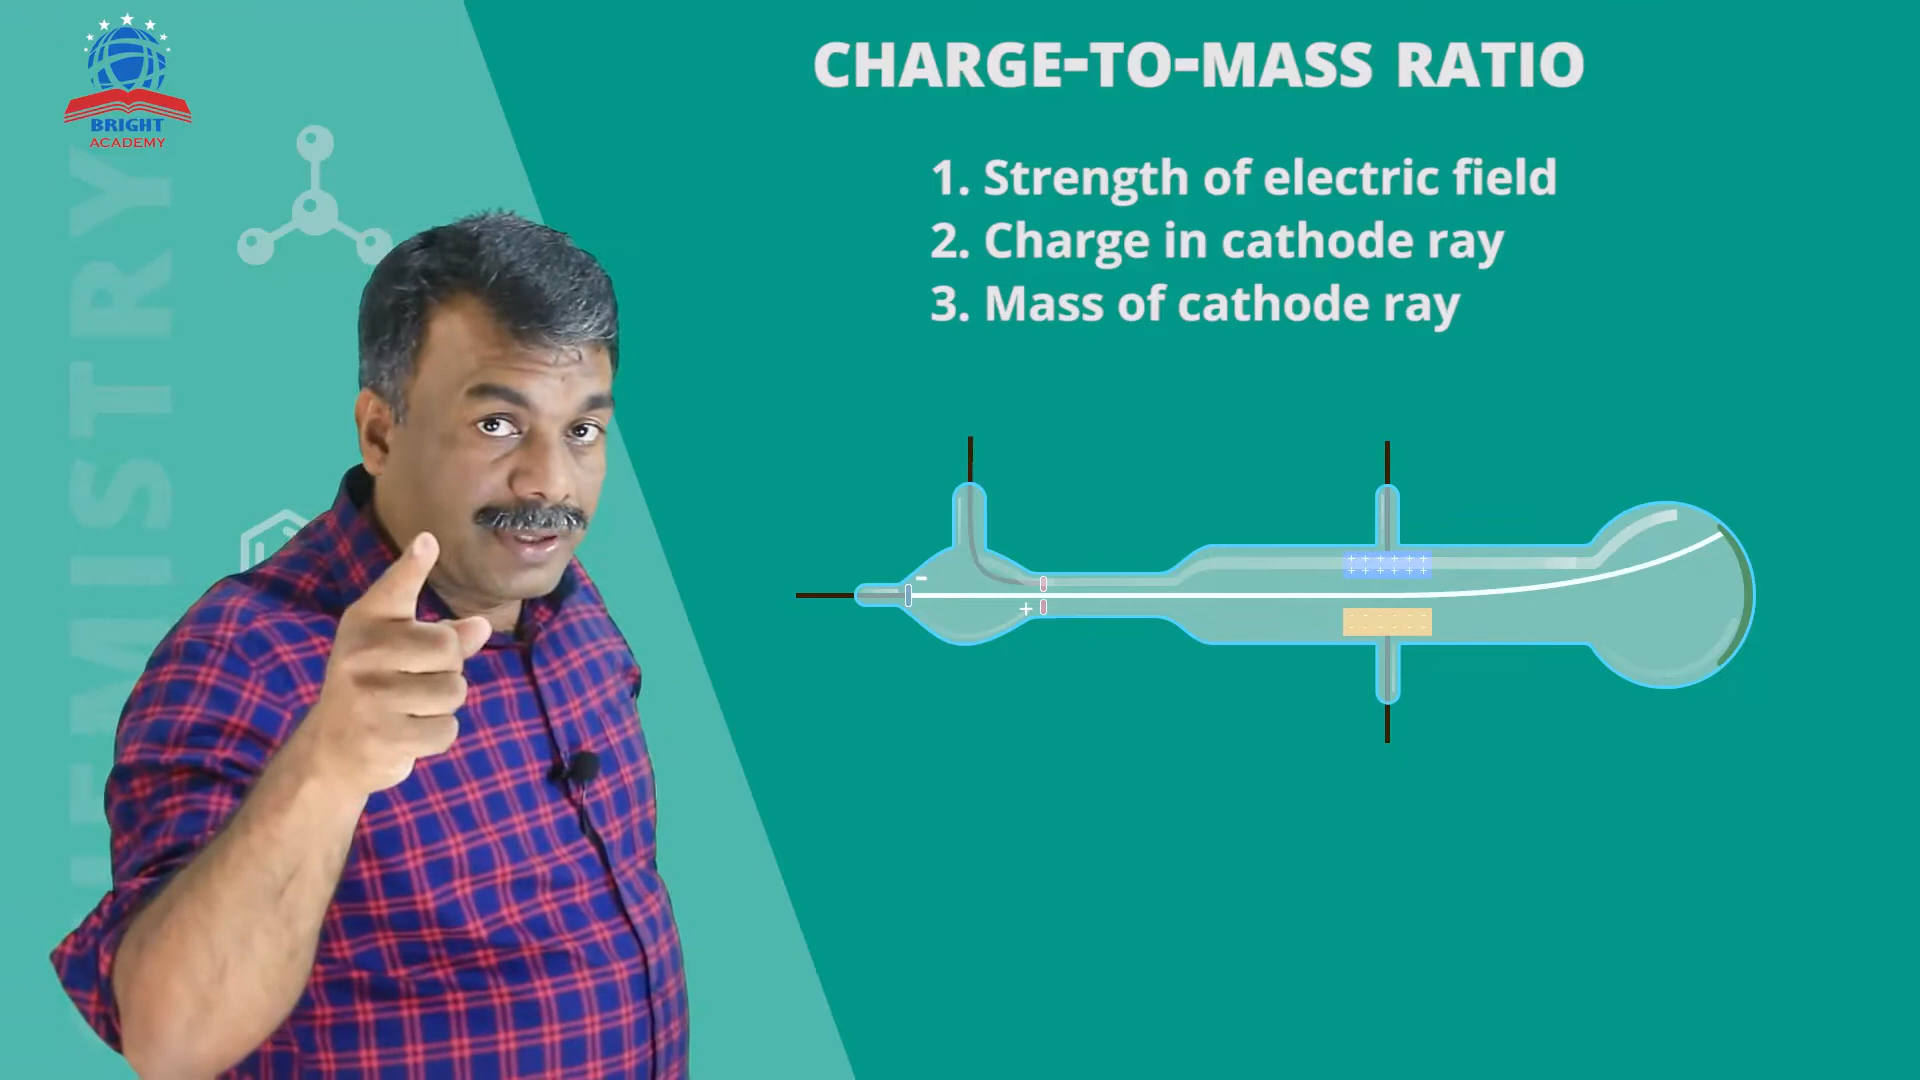 BRIGHT
ACADEMY
CHEMISTRY
CHARGE-TO-MASS RATIO
1. Strength of electric field
2. Charge in cathode ray
3. Mass of cathode ray
-
+